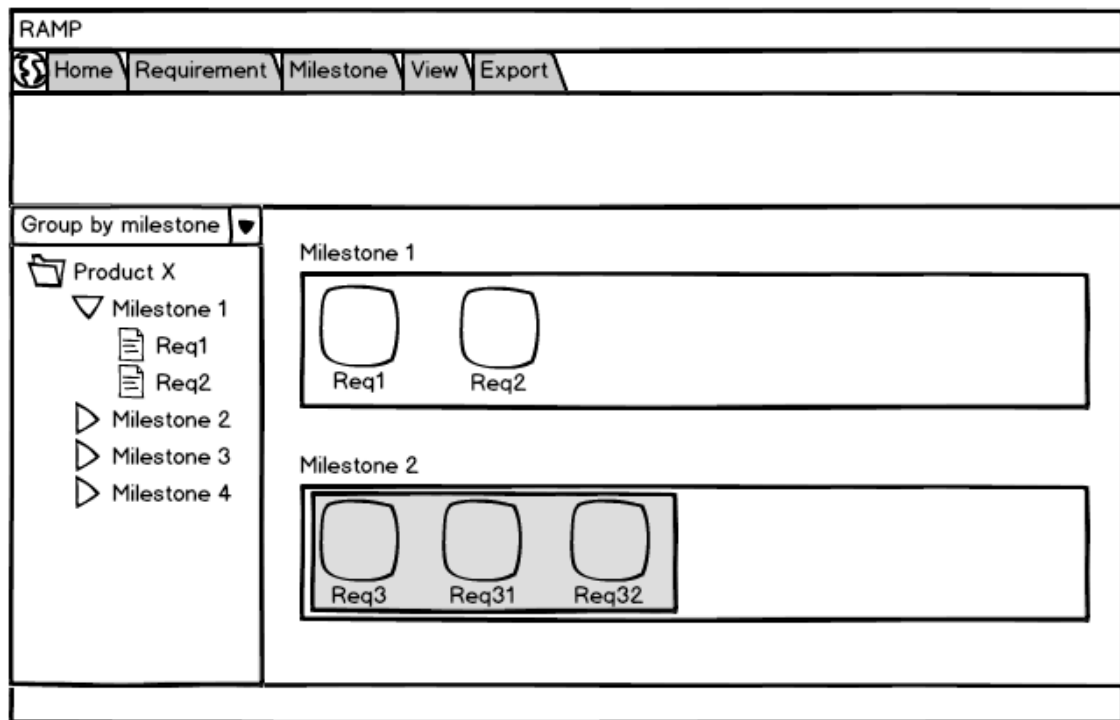 RAMP
Home Requirement Milestone View Export
Group by milestone
Product X
Milestone 1
Req1
Req2
Milestone 2
Milestone 3
Milestone 4
Milestone 1
Req1 Req2
Milestone 2
Req3 Req31 Req32